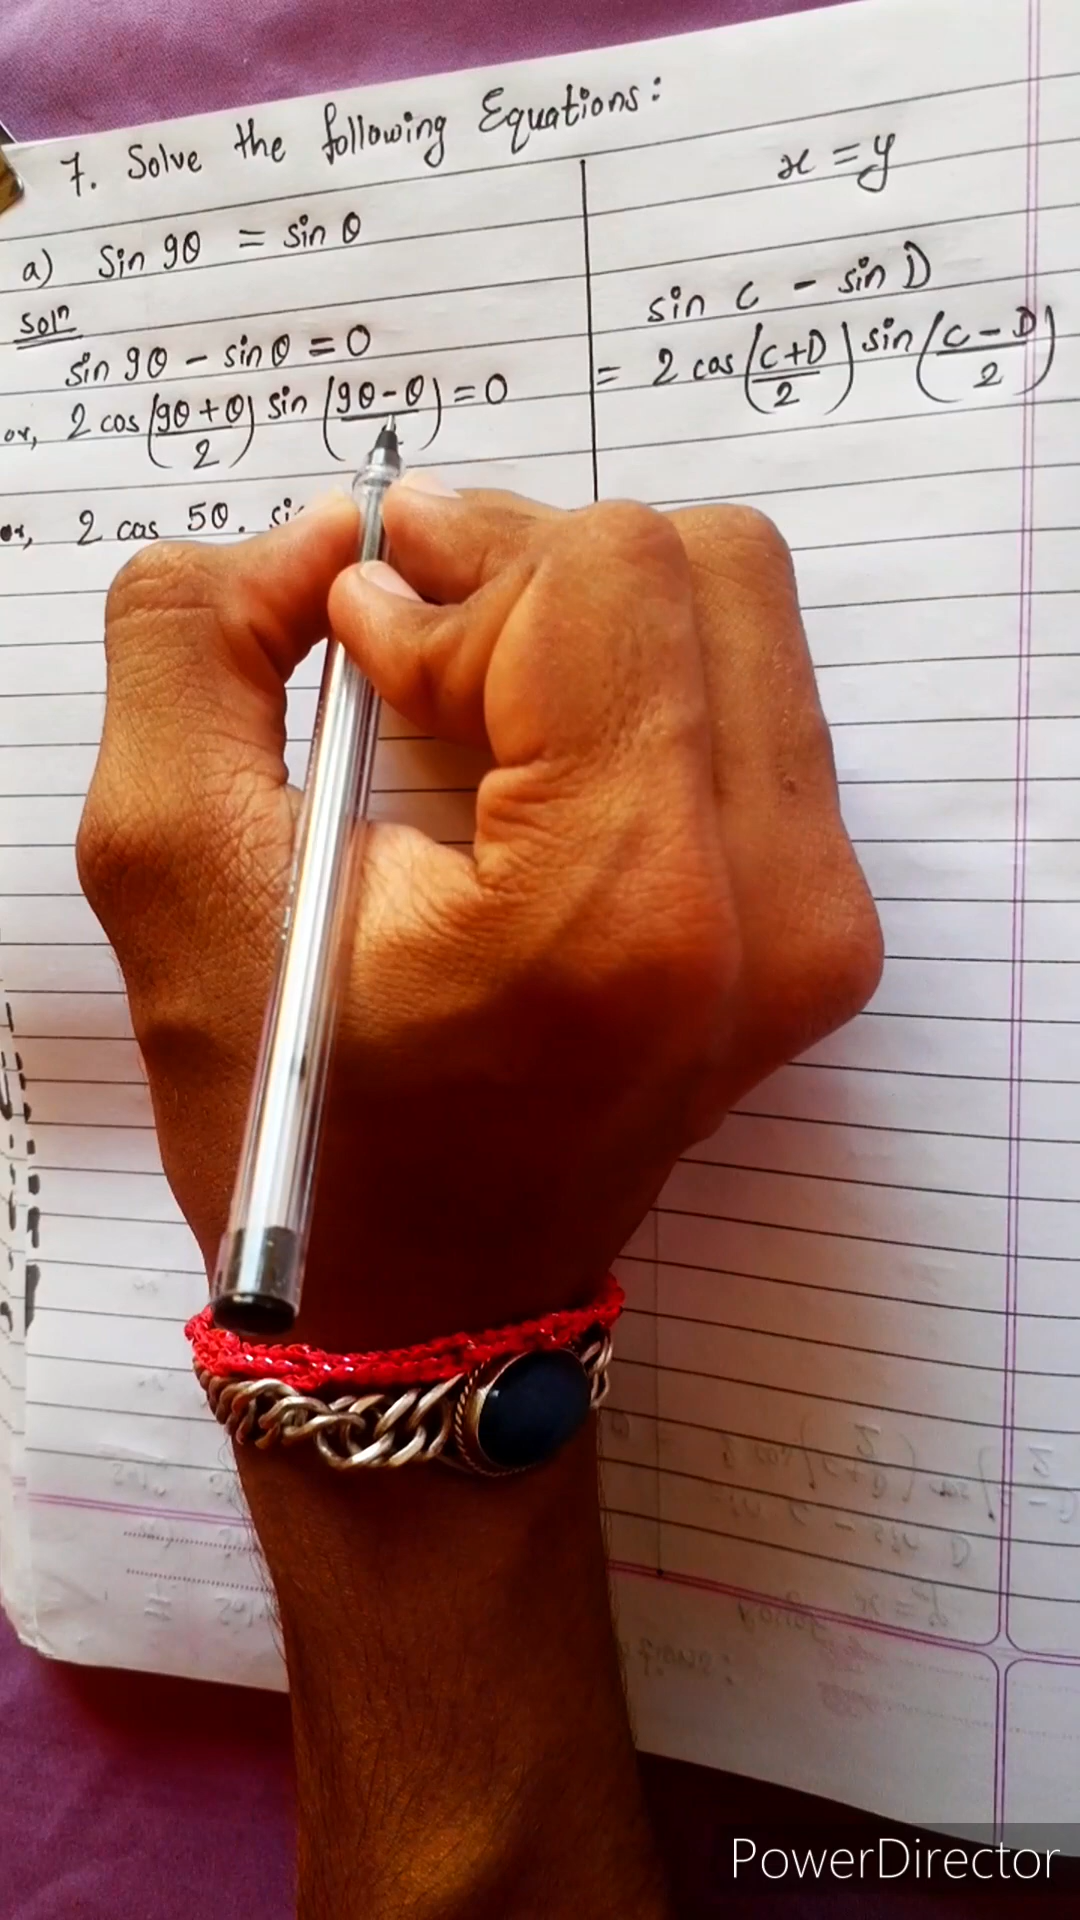 7. Solve the following Equations:
a) Sin 9θ = sin θ
Solⁿ
sin 9θ - sin θ = 0
or, 2 cos (9θ + θ / 2) sin (9θ - θ / ) = 0
or, 2 cos 5θ. si
x = y
sin C - sin D
= 2 cos (C + D / 2) sin (C - D / 2)
PowerDirector